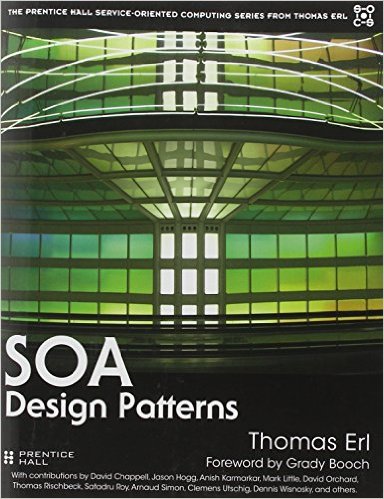 THE PRENTICE HALL SERVICE-ORIENTED COMPUTING SERIES FROM THOMAS ERL
S-O
C-S
SOA
Design Patterns
Thomas Erl
Foreword by Grady Booch
PRENTICE
HALL
With contributions by David Chappell, Jason Hogg, Anish Karmarkar, Mark Little, David Orchard,
Thomas Rischbeck, Satadru Roy, Arnaud Simon, Clemens Utschig, Dennis Wisnosky, and others.